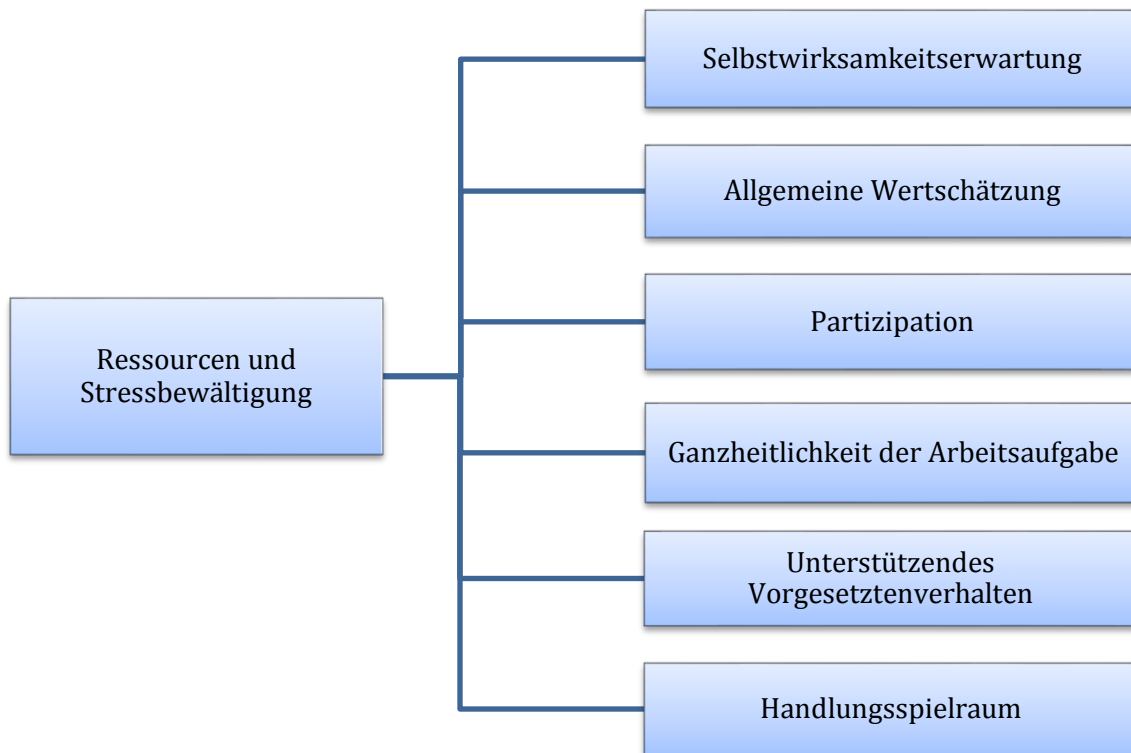 Selbstwirksamkeitserwartung
Allgemeine Wertschätzung
Partizipation
Ressourcen und
Stressbewältigung
Ganzheitlichkeit der Arbeitsaufgabe
Unterstützendes
Vorgesetztenverhalten
Handlungsspielraum